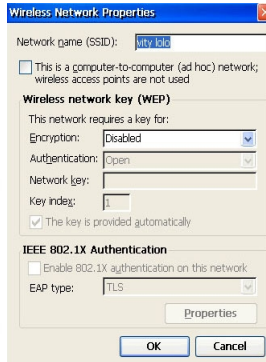 Wireless Network Properties
Network name (SSID): vity lolo
This is a computer-to-computer (ad hoc) network;
wireless access points are not used
Wireless network key (WEP)
This network requires a key for:
Encryption: Disabled
Authentication: Open
Network key:
Key index: 1
The key is provided automatically
IEEE 802.1X Authentication
Enable 802.1X authentication on this network
EAP type: TLS
Properties
OK Cancel